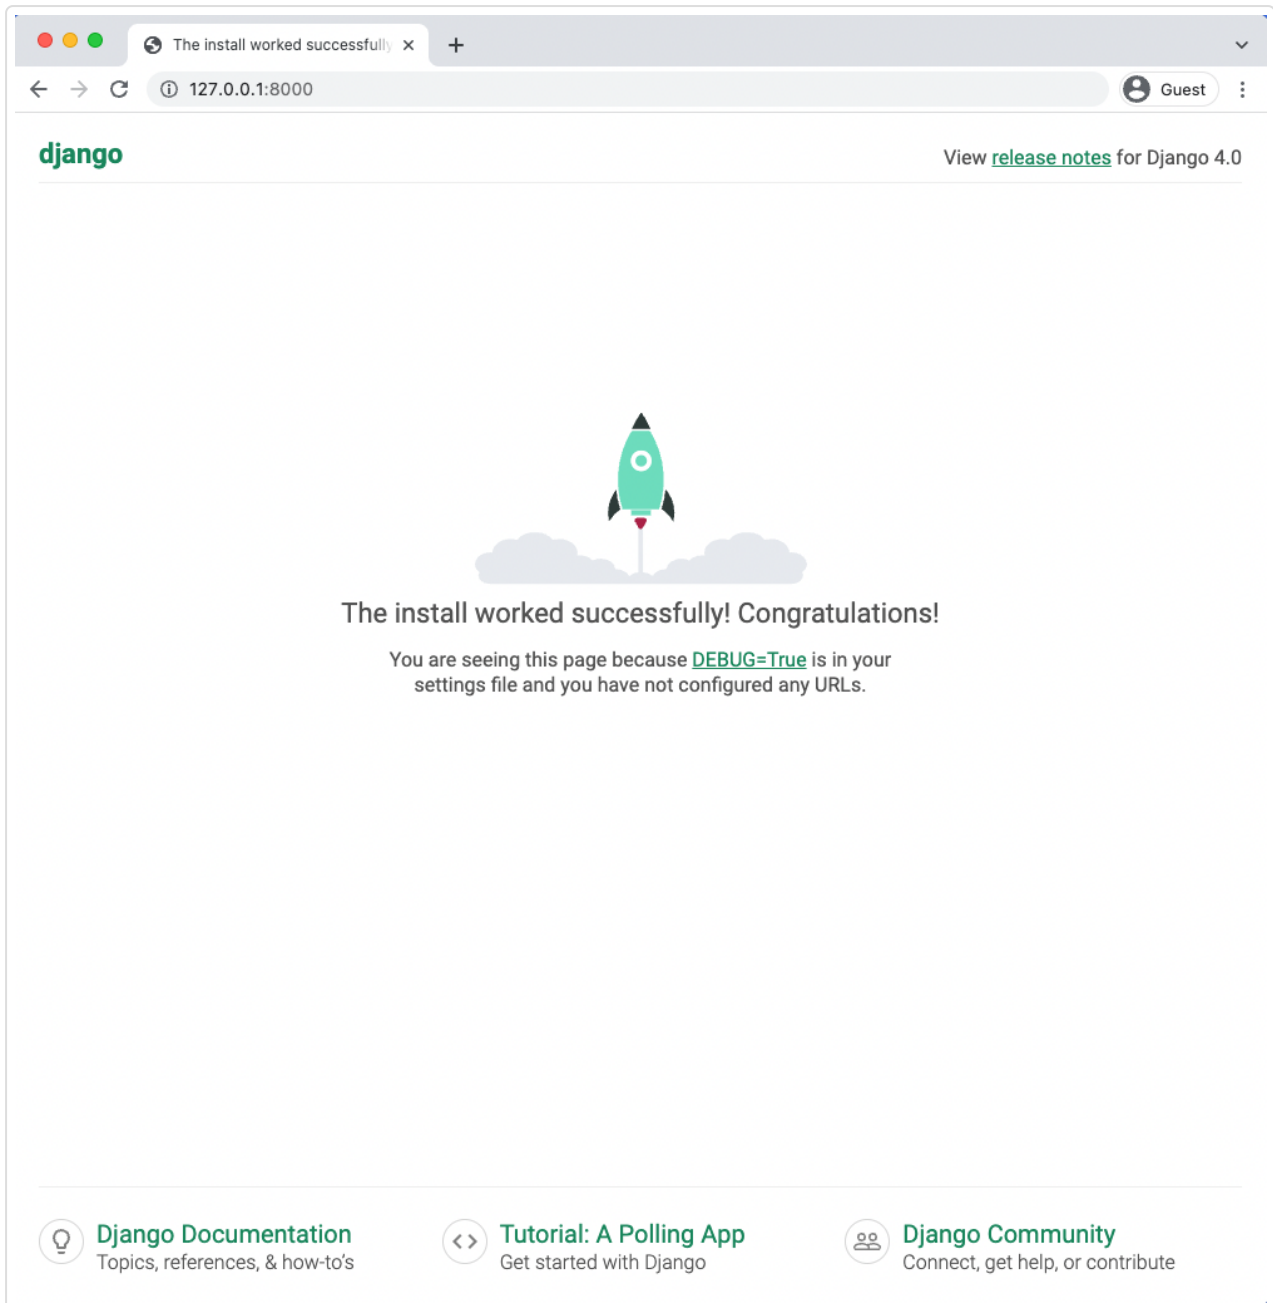 The install worked successfully
127.0.0.1:8000
Guest
django
View release notes for Django 4.0
The install worked successfully! Congratulations!
You are seeing this page because DEBUG=True is in your
settings file and you have not configured any URLs.
Django Documentation
Topics, references, & how-to’s
Tutorial: A Polling App
Get started with Django
Django Community
Connect, get help, or contribute